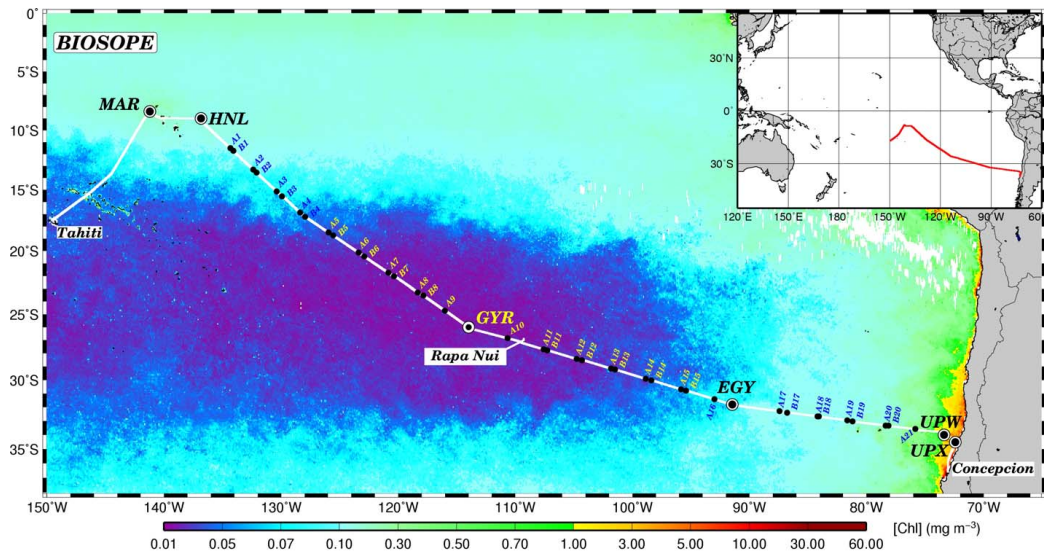 0°
5°S
10°S
15°S
20°S
25°S
30°S
35°S
BIOSOPE
MAR
HNL
A1
B1
A2
B2
A3
B3
A4
B4
A5
B5
A6
B6
A7
B7
A8
B8
A9
GYR
A10
Rapa Nui
A11
B11
A12
B12
A13
B13
A14
B14
A15
B15
A16
EGY
A17
B17
A18
B18
A19
B19
A20
B20
A21
UPW
UPX
Concepcion
Tahiti
30°N
0°
30°S
120°E 150°E 180°W 150°W 120°W 90°W 60°W
150°W 140°W 130°W 120°W 110°W 100°W 90°W 80°W 70°W
0.01 0.05 0.07 0.10 0.30 0.50 0.70 1.00 3.00 5.00 10.00 30.00 60.00
[Chl] (mg m⁻³)